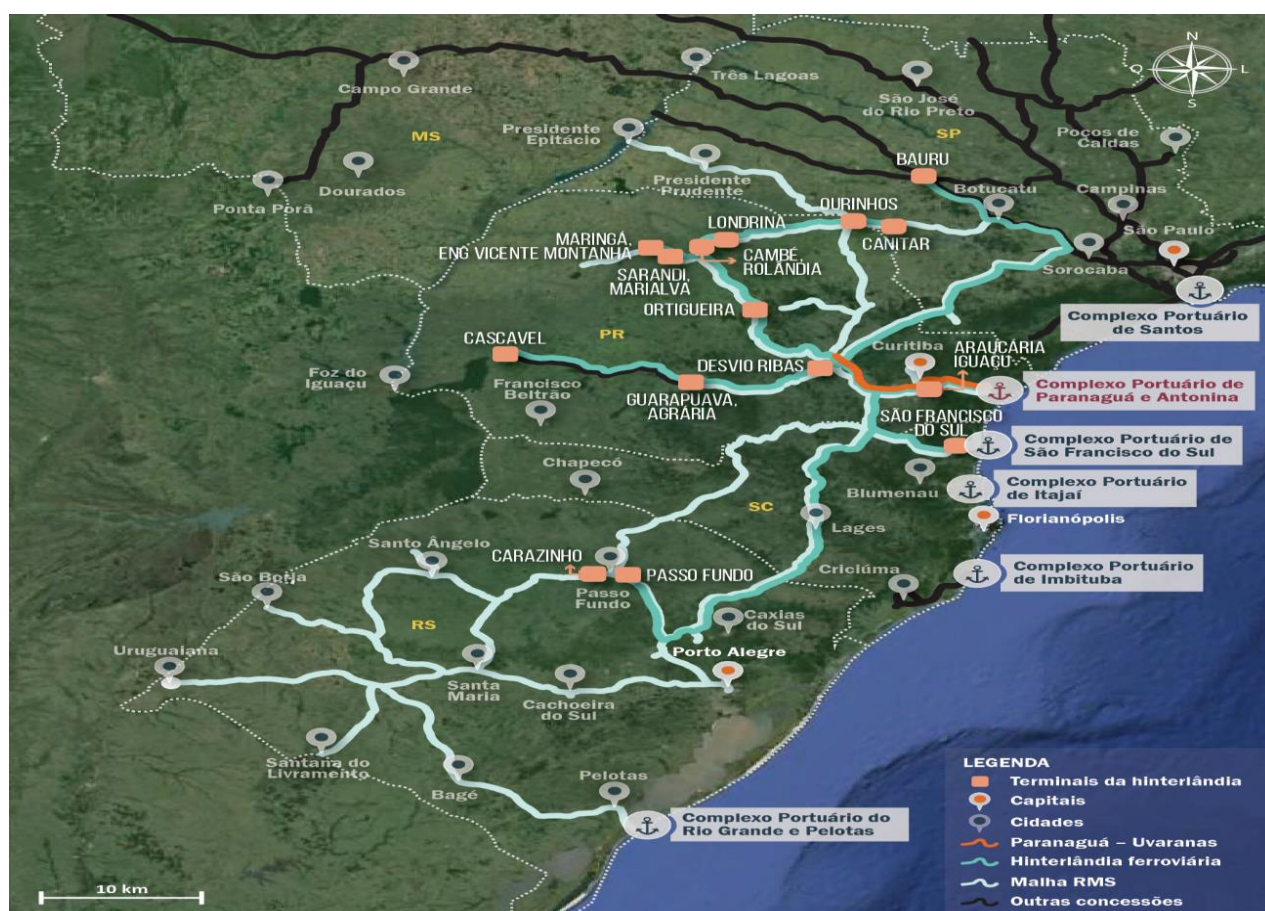 N
O
L
S
Campo Grande
Três Lagoas
São José
do Rio Preto
MS
SP
Presidente
Epitácio
Poços de
Caldas
Dourados
BAURU
Presidente
Prudente
Botucatu
Campinas
Ponta Porã
OURINHOS
São Paulo
LONDRINA
CANITAR
MARINGÁ,
ENG VICENTE MONTANHA
CAMBÉ,
ROLÂNDIA
Sorocaba
SARANDI,
MARIALVA
ORTIGUEIRA
Complexo Portuário
de Santos
PR
CASCAVEL
Curitiba
ARAUCÁRIA
IGUAÇU
DESVIO RIBAS
Foz do
Iguaçu
Francisco
Beltrão
GUARAPUAVA,
AGRÁRIA
Complexo Portuário de
Paranaguá e Antonina
SÃO FRANCISCO
DO SUL
Complexo Portuário de
São Francisco do Sul
Chapecó
Blumenau
Complexo Portuário
de Itajaí
SC
Lages
Florianópolis
Santo Ângelo
CARAZINHO
PASSO FUNDO
Criciúma
Complexo Portuário
de Imbituba
São Borja
Passo
Fundo
Caxias
do Sul
RS
Uruguaiana
Porto Alegre
Santa
Maria
Cachoeira
do Sul
Santana do
Livramento
Bagé
Pelotas
Complexo Portuário do
Rio Grande e Pelotas
LEGENDA
Terminais da hinterlândia
Capitais
Cidades
Paranaguá – Uvaranas
Hinterlândia ferroviária
Malha RMS
Outras concessões
10 km